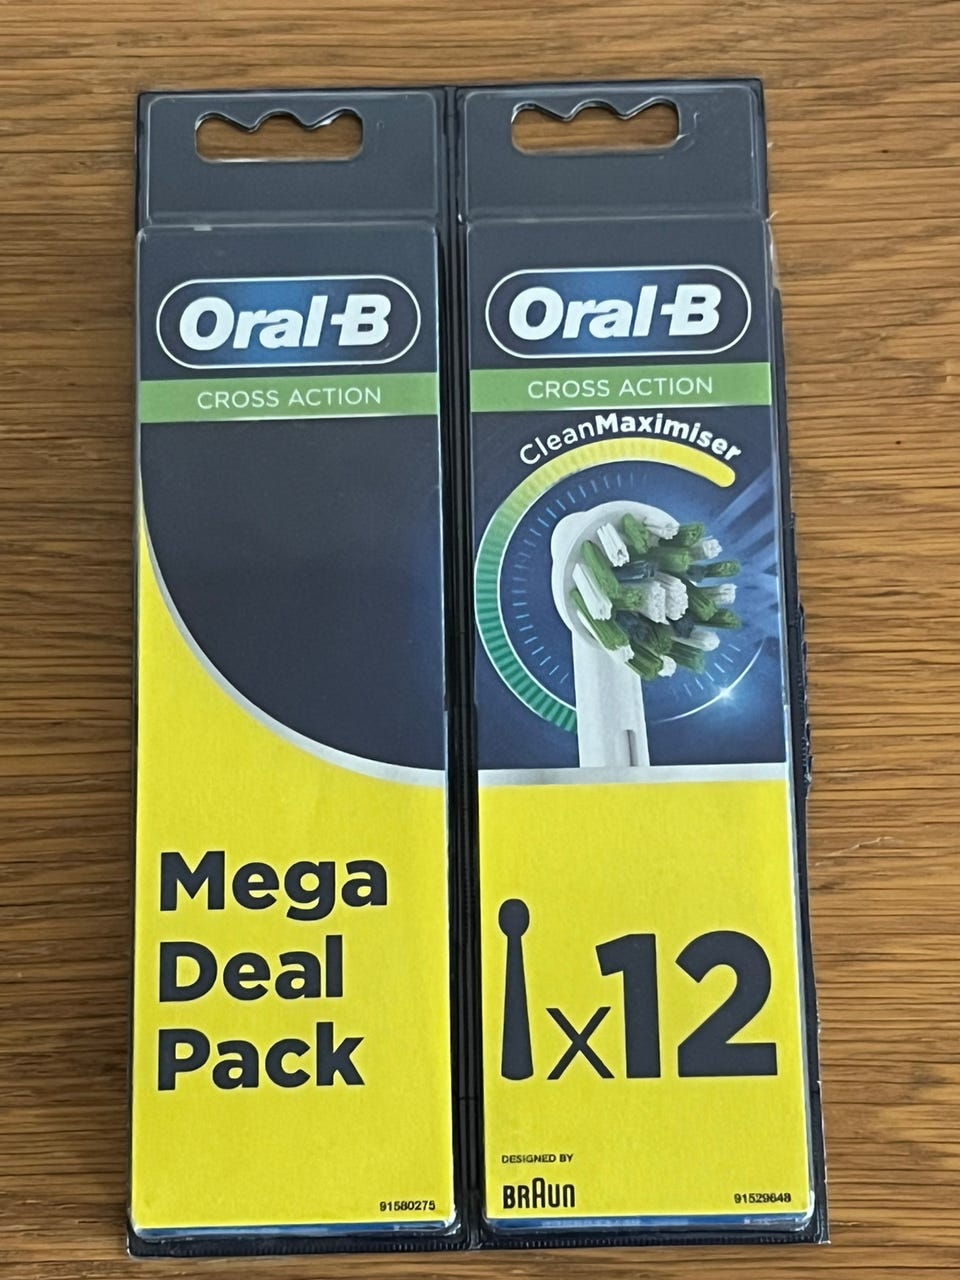 Oral-B
CROSS ACTION
Mega
Deal
Pack
91580275
Oral-B
CROSS ACTION
CleanMaximiser
x12
DESIGNED BY
BRAUN
91529648